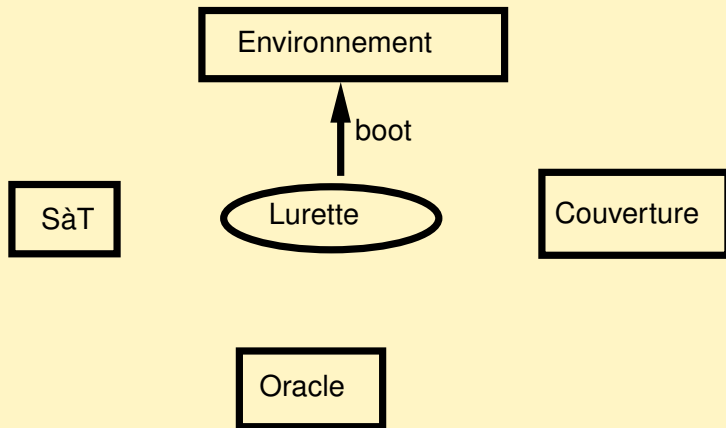 Environnement
boot
SàT
Lurette
Couverture
Oracle